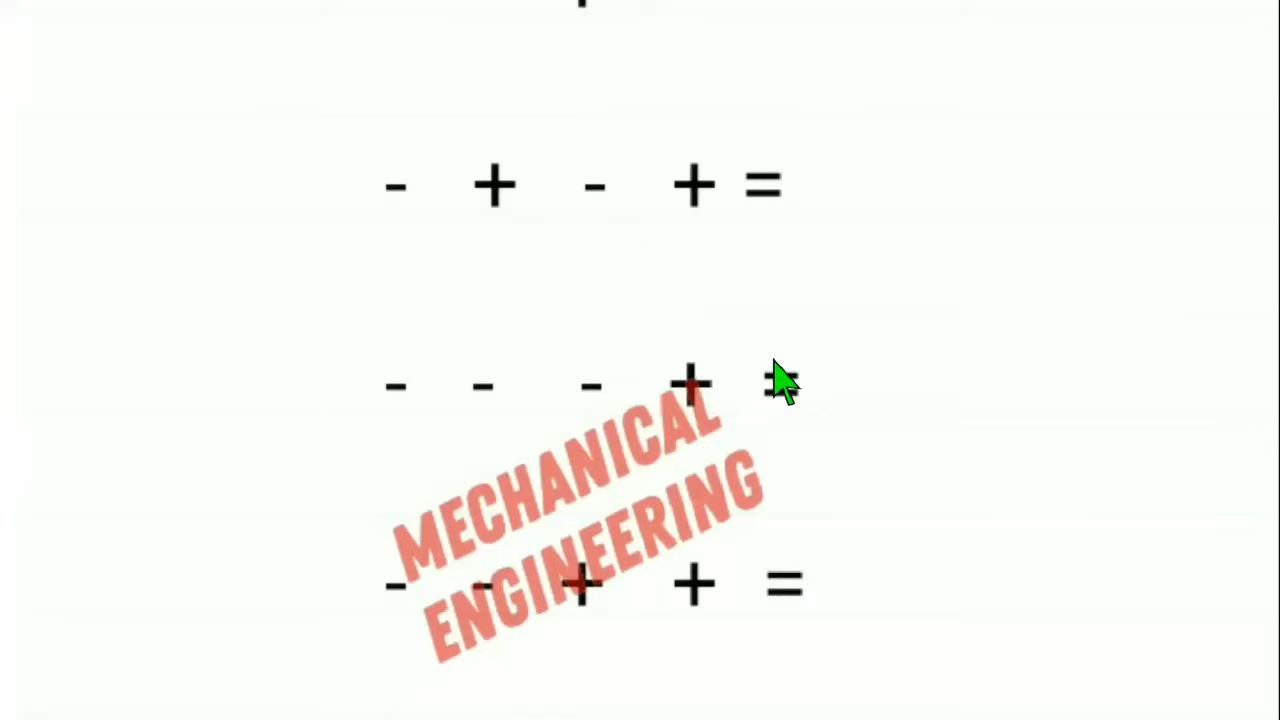 - + - + =
- - - + =
MECHANICAL
ENGINEERING
- - + + =